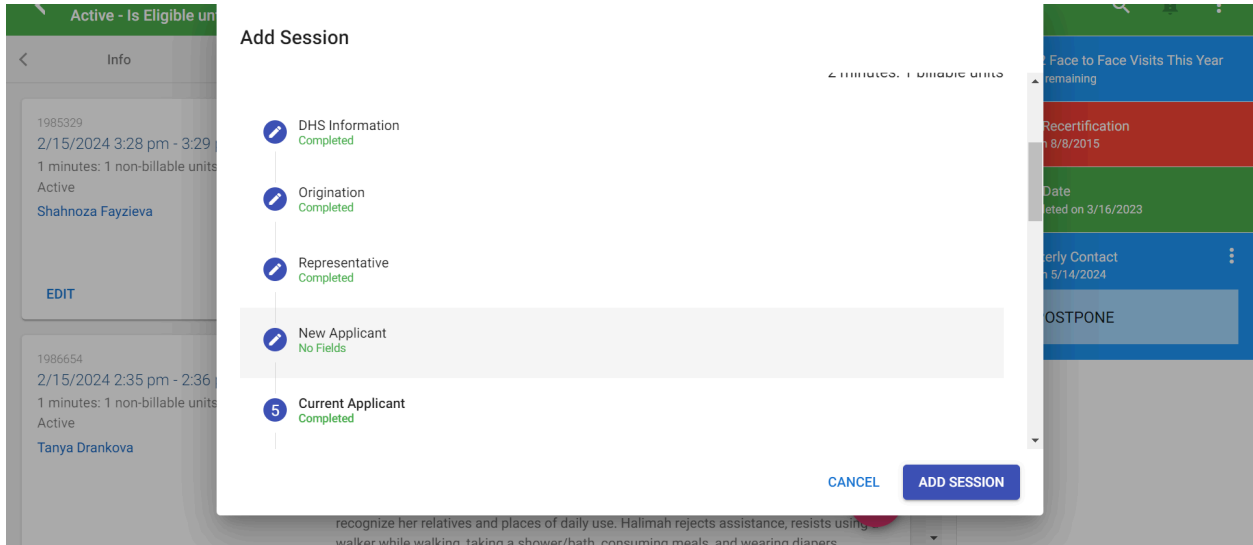 Active - Is Eligible un
Info
1985329
2/15/2024 3:28 pm - 3:29
1 minutes: 1 non-billable units
Active
Shahnoza Fayzieva
EDIT
1986654
2/15/2024 2:35 pm - 2:36
1 minutes: 1 non-billable units
Active
Tanya Drankova
Add Session
2 minutes: 1 billable units
DHS Information
Completed
Origination
Completed
Representative
Completed
New Applicant
No Fields
5
Current Applicant
Completed
CANCEL
ADD SESSION
Face to Face Visits This Year
remaining
Recertification
8/8/2015
Date
leted on 3/16/2023
erly Contact
5/14/2024
OSTPONE
recognize her relatives and places of daily use. Halimah rejects assistance, resists using
walker while walking, taking a shower/bath, consuming meals, and wearing diapers